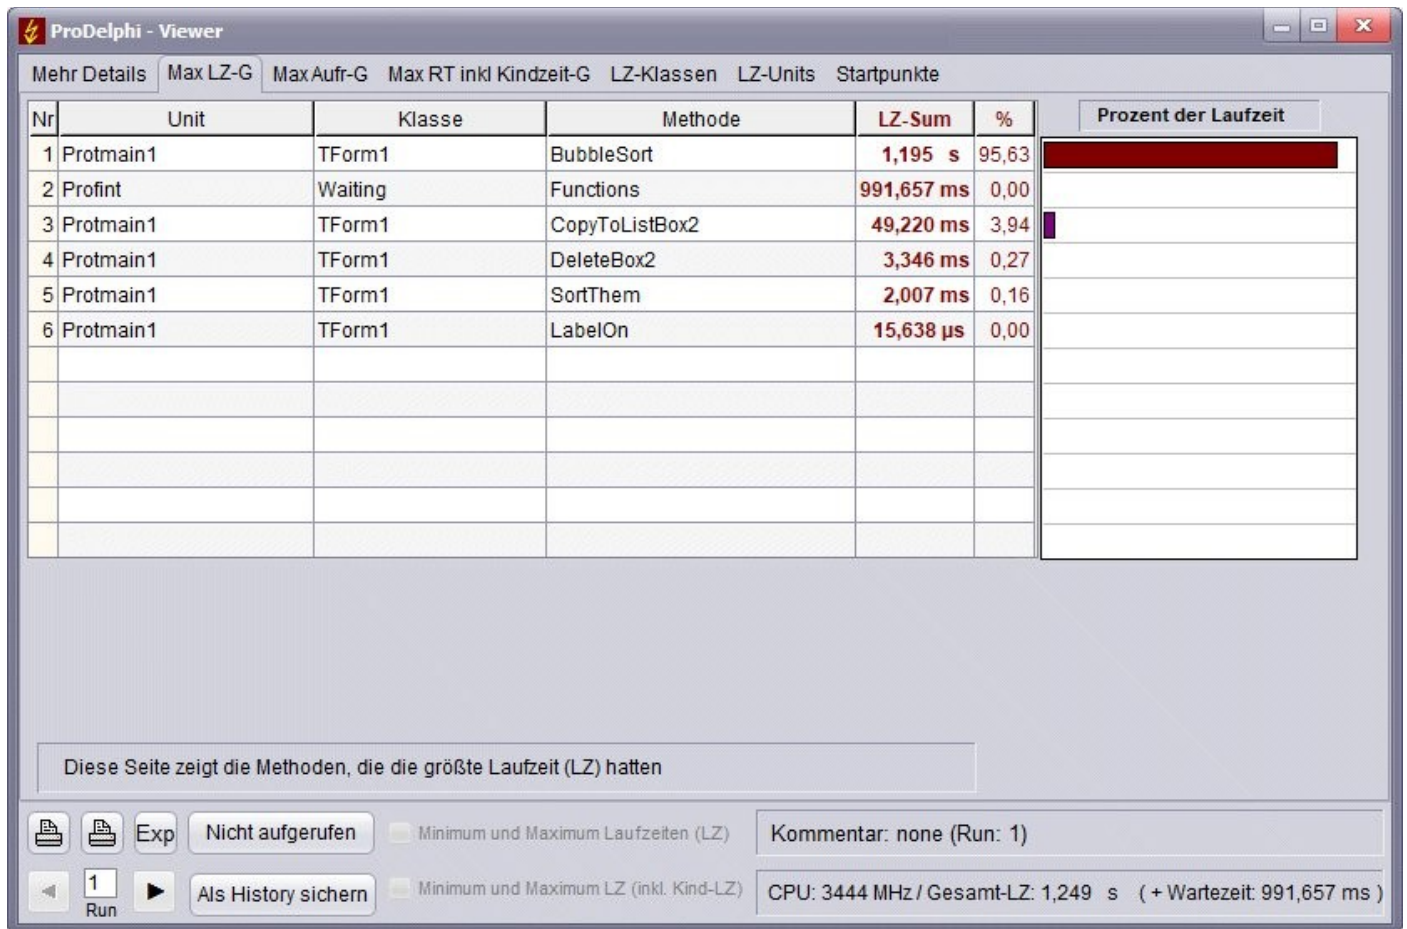 ProDelphi - Viewer
Mehr Details Max LZ-G Max Aufr-G Max RT inkl Kindzeit-G LZ-Klassen LZ-Units Startpunkte
Nr Unit Klasse Methode LZ-Sum % Prozent der Laufzeit
1 Protmain1 TForm1 BubbleSort 1,195 s 95,63
2 Profint Waiting Functions 991,657 ms 0,00
3 Protmain1 TForm1 CopyToListBox2 49,220 ms 3,94
4 Protmain1 TForm1 DeleteBox2 3,346 ms 0,27
5 Protmain1 TForm1 SortThem 2,007 ms 0,16
6 Protmain1 TForm1 LabelOn 15,638 µs 0,00
Diese Seite zeigt die Methoden, die die größte Laufzeit (LZ) hatten
Exp Nicht aufgerufen Minimum und Maximum Laufzeiten (LZ) Kommentar: none (Run: 1)
1 Als History sichern Minimum und Maximum LZ (inkl. Kind-LZ) CPU: 3444 MHz / Gesamt-LZ: 1,249 s ( + Wartezeit: 991,657 ms )
Run